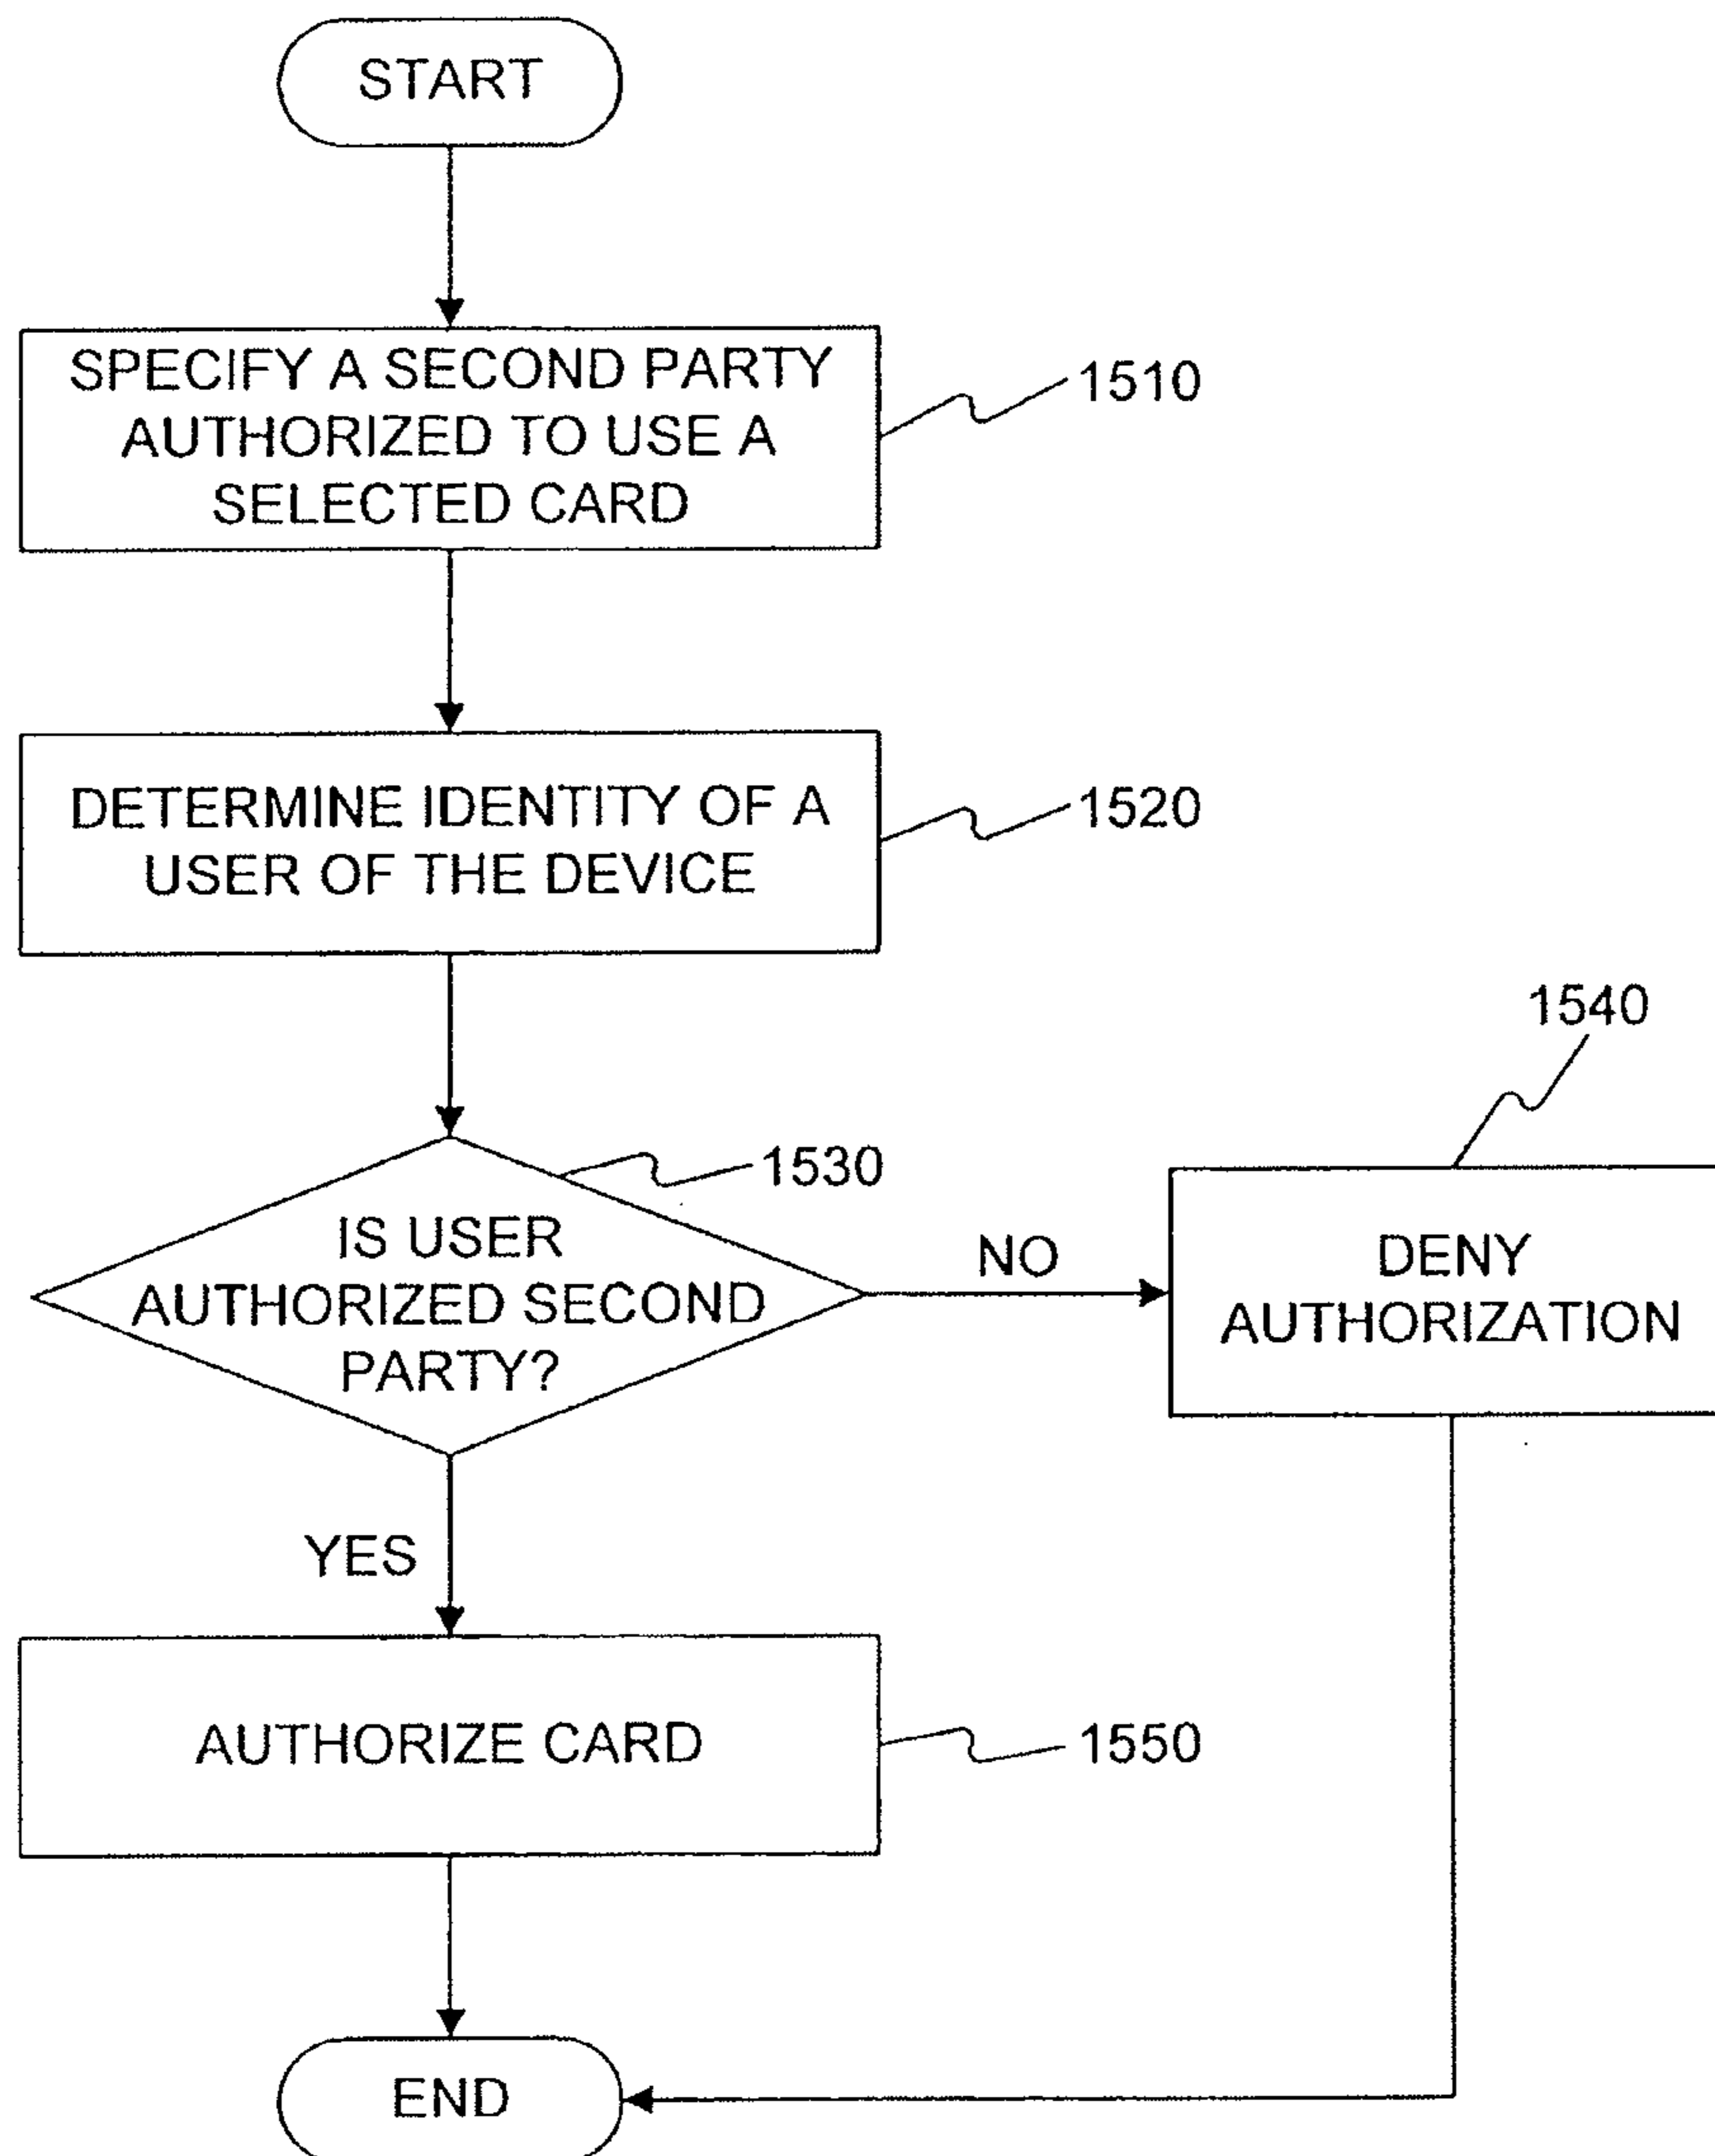 START
SPECIFY A SECOND PARTY
AUTHORIZED TO USE A
SELECTED CARD
1510
DETERMINE IDENTITY OF A
USER OF THE DEVICE
1520
1530
IS USER
AUTHORIZED SECOND
PARTY?
NO
1540
DENY
AUTHORIZATION
YES
AUTHORIZE CARD
1550
END